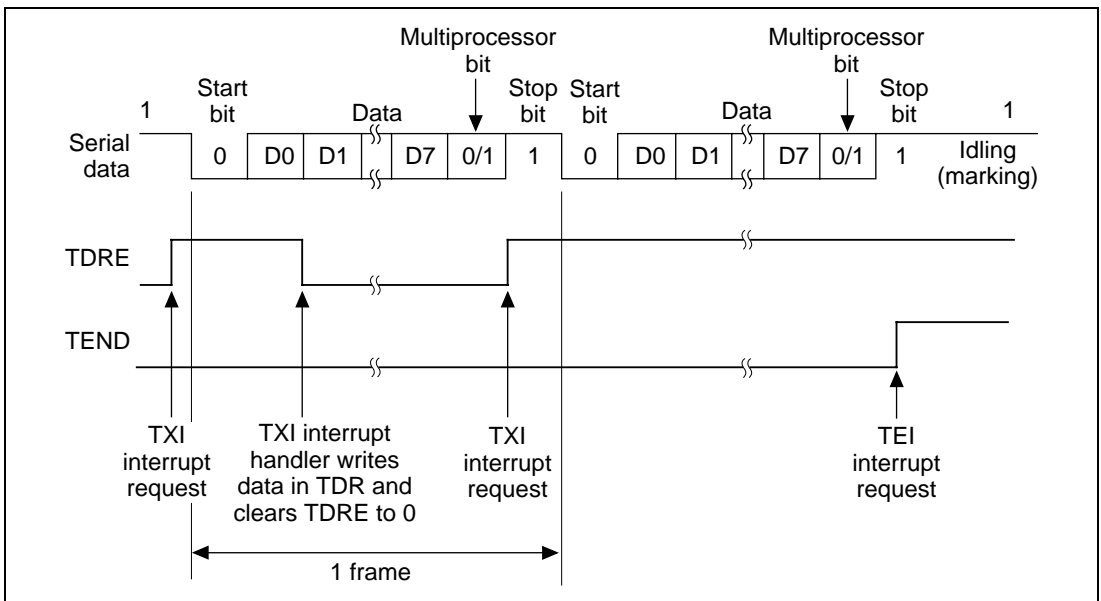 Multiprocessor
bit
Multiprocessor
bit
Start
bit
Stop
bit
Start
bit
Stop
bit
1
Data
Data
1
Serial
data
0 D0 D1 D7 0/1 1 0 D0 D1 D7 0/1 1
Idling
(marking)
TDRE
TEND
TXI
interrupt
request
TXI interrupt
handler writes
data in TDR and
clears TDRE to 0
TXI
interrupt
request
TEI
interrupt
request
1 frame